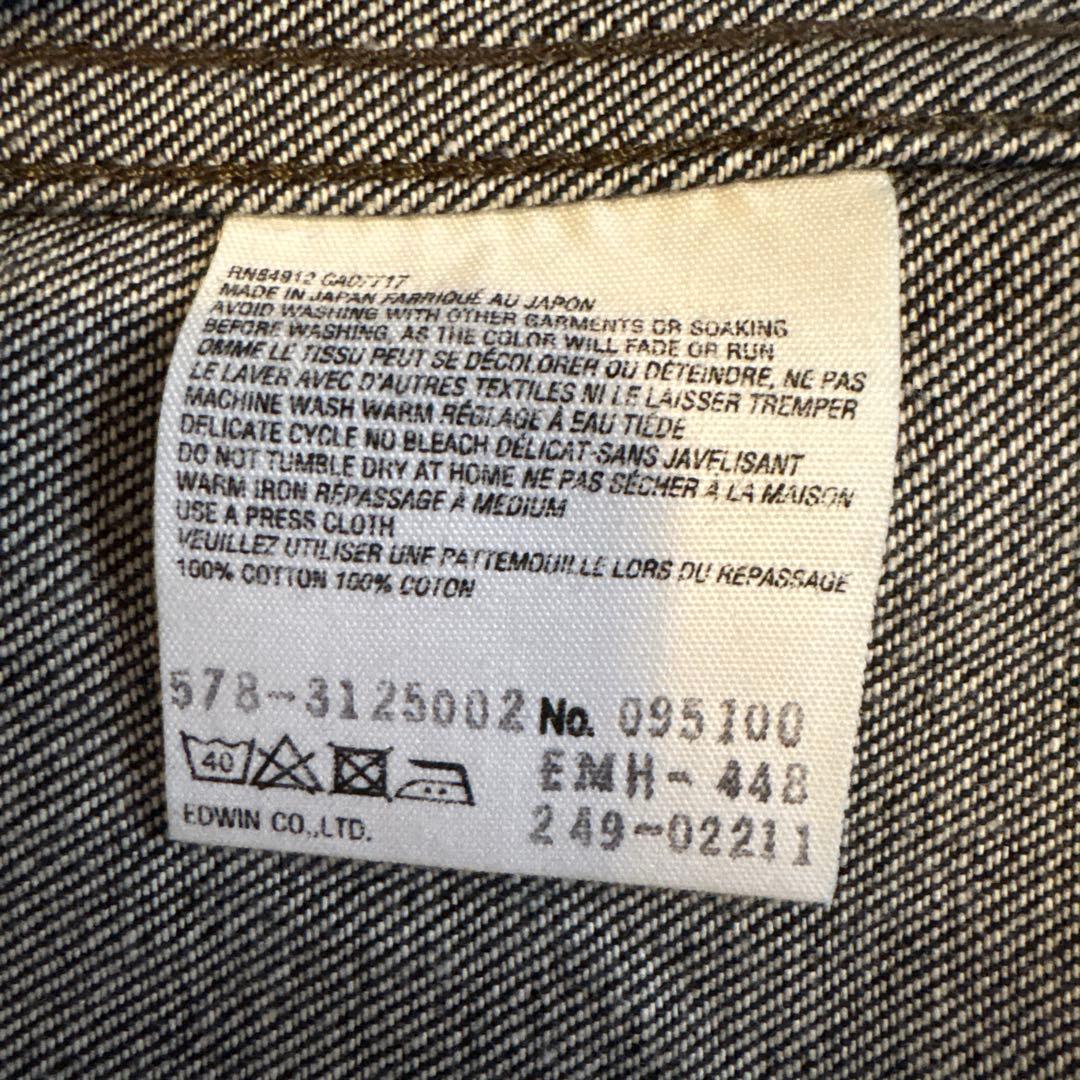 RN84912 CA07717
MADE IN JAPAN FABRIQUÉ AU JAPON
AVOID WASHING WITH OTHER GARMENTS OR SOAKING
BEFORE WASHING, AS THE COLOR WILL FADE OR RUN
OMME LE TISSU PEUT SE DÉCOLORER OU DÉTEINDRE, NE PAS
LE LAVER AVEC D'AUTRES TEXTILES NI LE LAISSER TREMPER
MACHINE WASH WARM RÉGLAGE À EAU TIEDE
DELICATE CYCLE NO BLEACH DÉLICAT-SANS JAVELISANT
DO NOT TUMBLE DRY AT HOME NE PAS SÉCHER À LA MAISON
WARM IRON RÉPASSAGE À MEDIUM
USE A PRESS CLOTH
VEUILLEZ UTILISER UNE PATTEMOUILLE LORS DU REPASSAGE
100% COTTON 100% COTON
578-3125002 No. 095100
40 EMH-448
EDWIN CO.,LTD. 249-02211